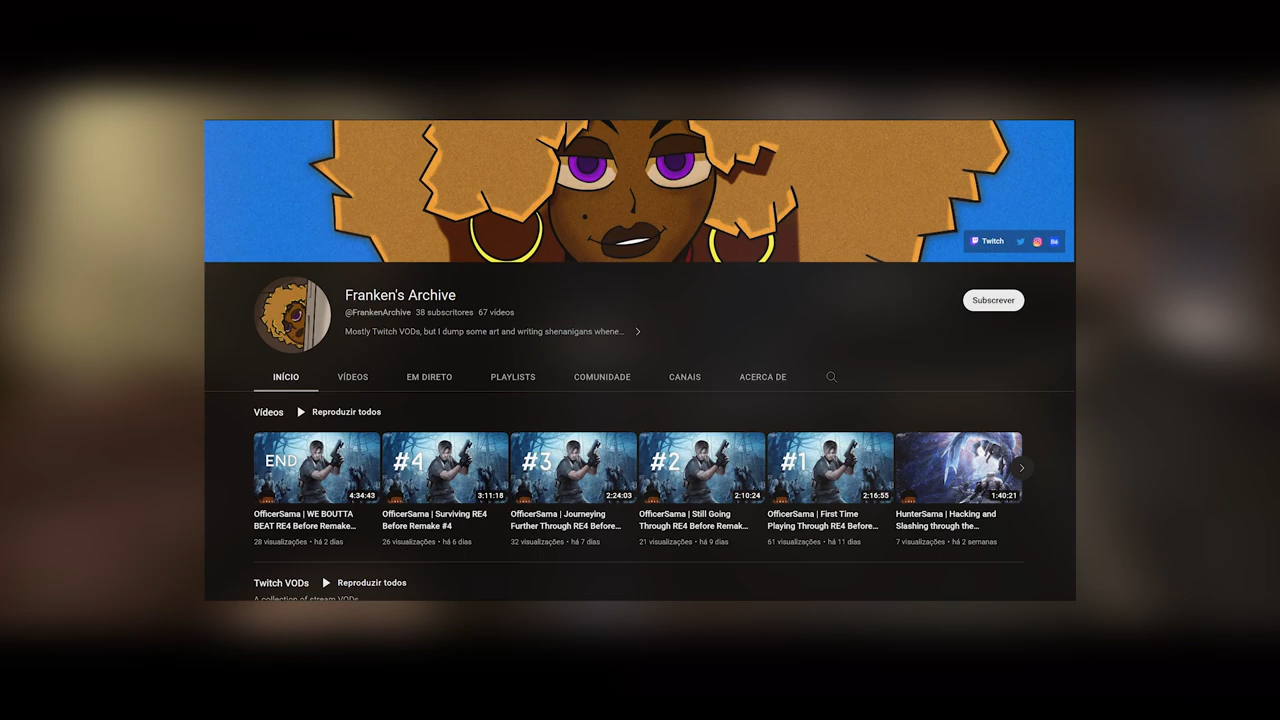 Twitch
Franken's Archive
@FrankenArchive 38 subscritores 67 vídeos
Mostly Twitch VODs, but I dump some art and writing shenanigans whene...
Subscrever
INÍCIO VÍDEOS EM DIRETO PLAYLISTS COMUNIDADE CANAIS ACERCA DE
Vídeos Reproduzir todos
END #4 #3 #2 #1
4:34:43 3:11:18 2:24:03 2:10:24 2:16:55 1:40:21
OfficerSama | WE BOUTTA
BEAT RE4 Before Remake...
28 visualizações • há 2 dias
OfficerSama | Surviving RE4
Before Remake #4
26 visualizações • há 6 dias
OfficerSama | Journeying
Further Through RE4 Before...
32 visualizações • há 7 dias
OfficerSama | Still Going
Through RE4 Before Remak...
21 visualizações • há 9 dias
OfficerSama | First Time
Playing Through RE4 Before...
61 visualizações • há 11 dias
HunterSama | Hacking and
Slashing through the...
7 visualizações • há 2 semanas
Twitch VODs Reproduzir todos
A collection of stream VODs